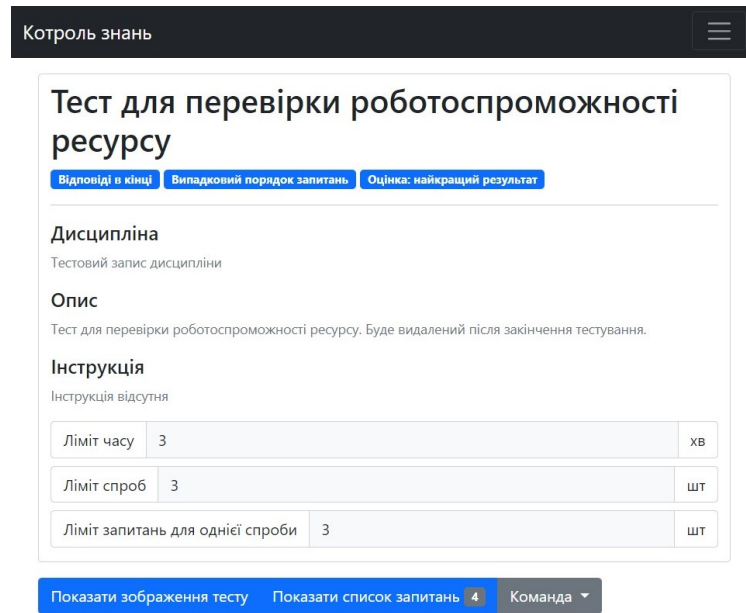 Котроль знань
Тест для перевірки роботоспроможності
ресурсу
Відповіді в кінці Випадковий порядок запитань Оцінка: найкращий результат
Дисципліна
Тестовий запис дисципліни
Опис
Тест для перевірки роботоспроможності ресурсу. Буде видалений після закінчення тестування.
Інструкція
Інструкція відсутня
Ліміт часу 3 хв
Ліміт спроб 3 шт
Ліміт запитань для однієї спроби 3 шт
Показати зображення тесту Показати список запитань 4 Команда